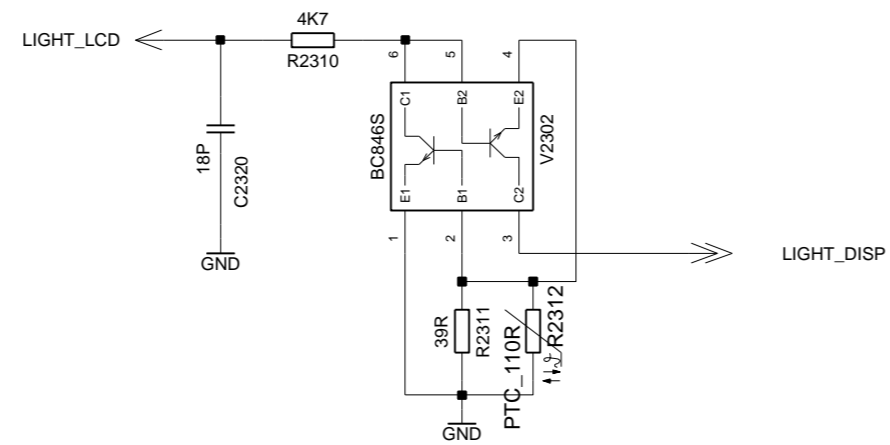 4K7
LIGHT_LCD
R2310
6
5
4
C1
B2
E2
18P
C2320
BC846S
V2302
E1
B1
C2
1
2
3
GND
LIGHT_DISP
39R
R2311
PTC_110R
R2312
ϑ
GND